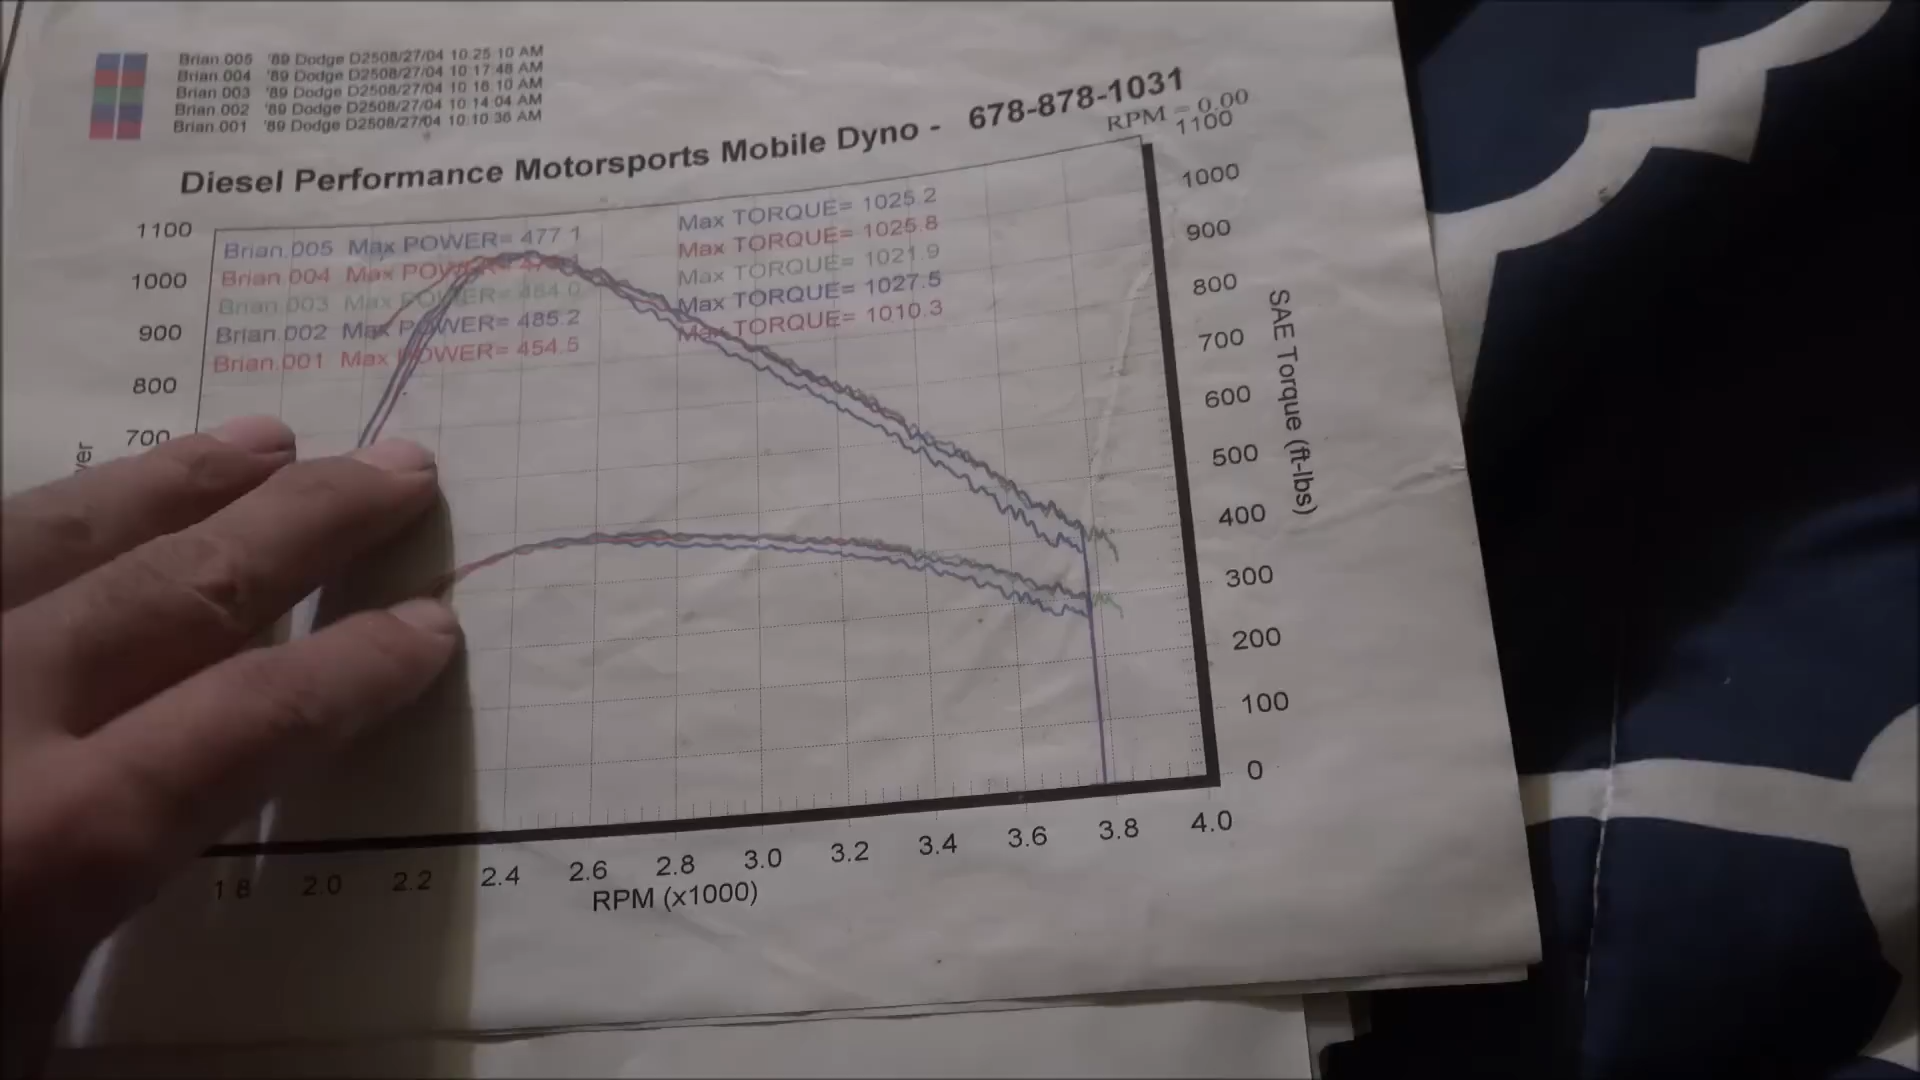 Brian.005 '89 Dodge D2508/27/04 10:25:10 AM
Brian.004 '89 Dodge D2508/27/04 10:17:48 AM
Brian.003 '89 Dodge D2508/27/04 10:16:10 AM
Brian.002 '89 Dodge D2508/27/04 10:14:04 AM
Brian.001 '89 Dodge D2508/27/04 10:10:36 AM
Diesel Performance Motorsports Mobile Dyno - 678-878-1031
RPM = 0.00
Brian.005 Max POWER= 477.1 Max TORQUE= 1025.2
Brian.004 Max POWER= Max TORQUE= 1025.8
Brian.003 Max POWER= 484.0 Max TORQUE= 1021.9
Brian.002 Max POWER= 485.2 Max TORQUE= 1027.5
Brian.001 Max POWER= 454.5 Max TORQUE= 1010.3
1100
1000
900
800
700
1100
1000
900
800
700
600
500
400
300
200
100
0
SAE Torque (ft-lbs)
1.8 2.0 2.2 2.4 2.6 2.8 3.0 3.2 3.4 3.6 3.8 4.0
RPM (x1000)